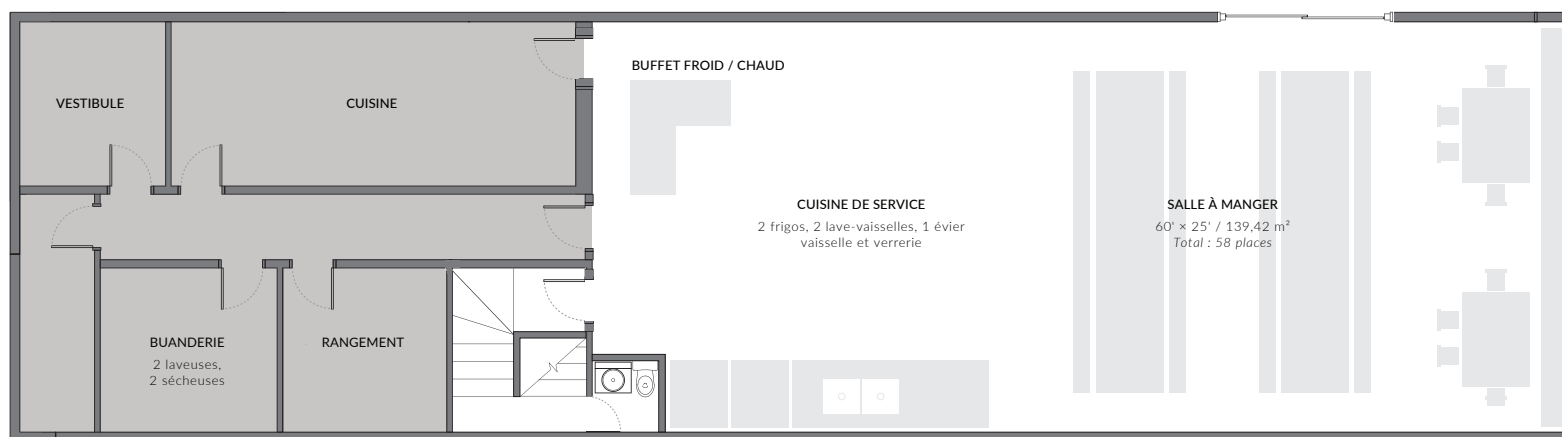 BUFFET FROID / CHAUD
VESTIBULE
CUISINE
CUISINE DE SERVICE
2 frigos, 2 lave-vaisselles, 1 évier
vaisselle et verrerie
SALLE À MANGER
60' × 25' / 139,42 m²
Total : 58 places
BUANDERIE
2 laveuses,
2 sécheuses
RANGEMENT